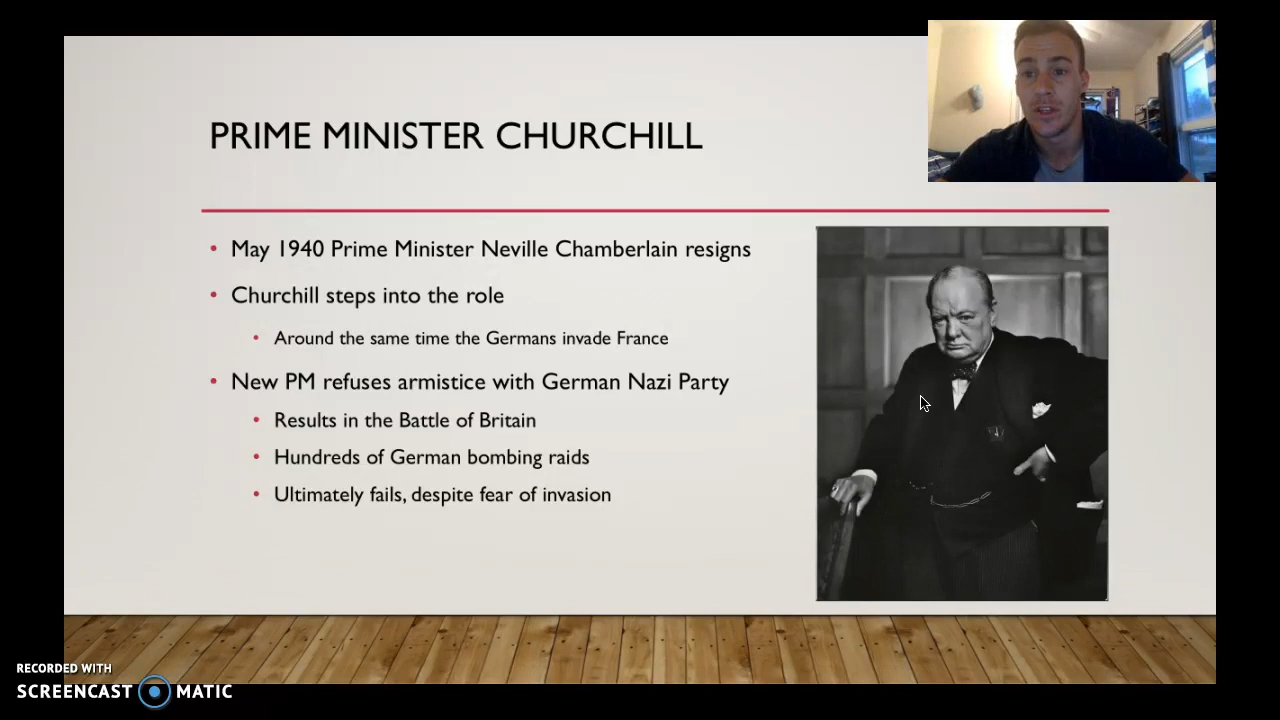 PRIME MINISTER CHURCHILL
• May 1940 Prime Minister Neville Chamberlain resigns
• Churchill steps into the role
• Around the same time the Germans invade France
• New PM refuses armistice with German Nazi Party
• Results in the Battle of Britain
• Hundreds of German bombing raids
• Ultimately fails, despite fear of invasion
RECORDED WITH
SCREENCAST MATIC